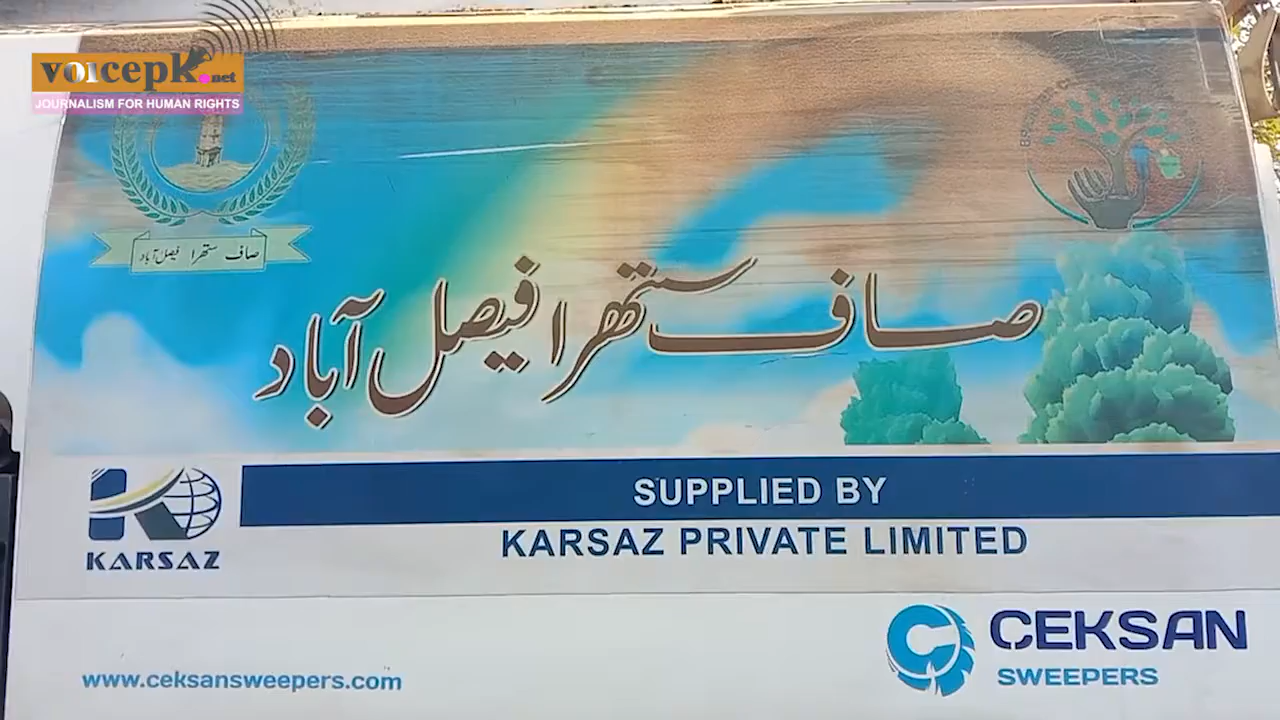 voicepk.net
JOURNALISM FOR HUMAN RIGHTS
صاف ستھرا فیصل آباد
صاف ستھرا فیصل آباد
SUPPLIED BY
KARSAZ PRIVATE LIMITED
KARSAZ
CEKSAN
SWEEPERS
www.ceksansweepers.com